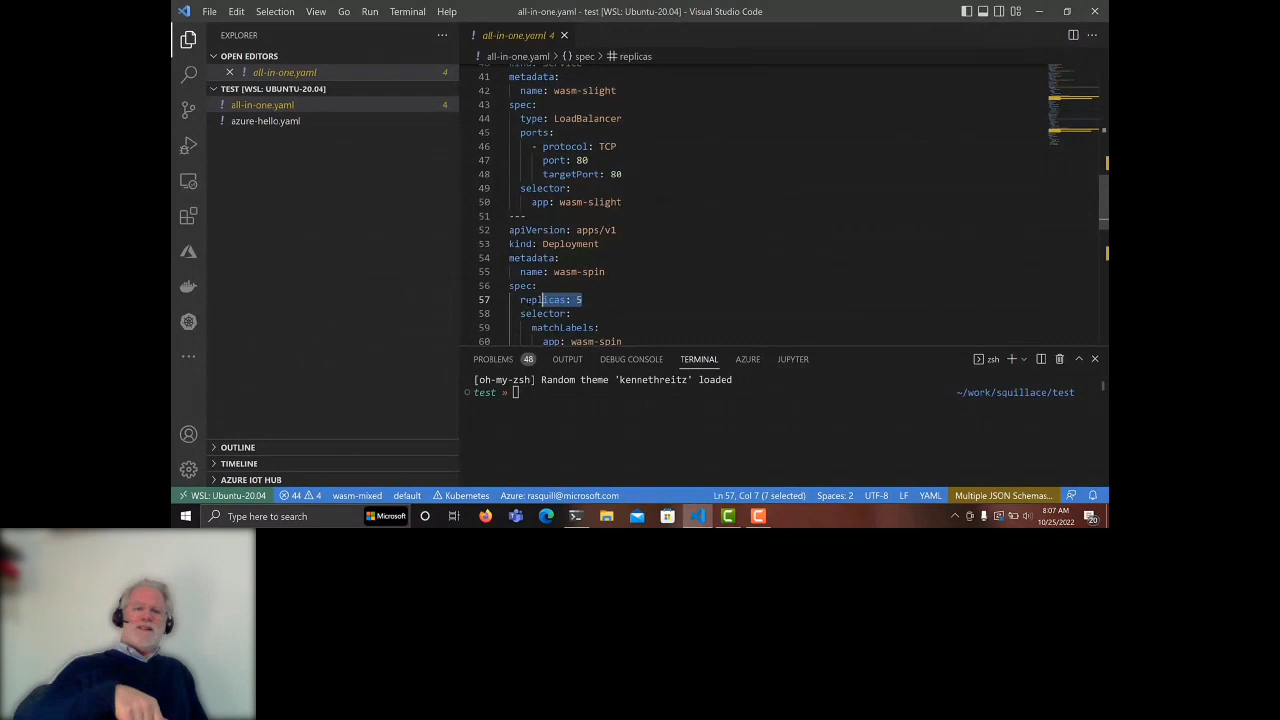 File Edit Selection View Go Run Terminal Help
all-in-one.yaml - test [WSL: Ubuntu-20.04] - Visual Studio Code
EXPLORER
OPEN EDITORS
all-in-one.yaml 4
TEST [WSL: UBUNTU-20.04]
all-in-one.yaml 4
azure-hello.yaml
OUTLINE
TIMELINE
AZURE IOT HUB
all-in-one.yaml 4
all-in-one.yaml > {} spec > # replicas
41 metadata:
42 name: wasm-slight
43 spec:
44 type: LoadBalancer
45 ports:
46 - protocol: TCP
47 port: 80
48 targetPort: 80
49 selector:
50 app: wasm-slight
51 ---
52 apiVersion: apps/v1
53 kind: Deployment
54 metadata:
55 name: wasm-spin
56 spec:
57 replicas: 5
58 selector:
59 matchLabels:
60 app: wasm-spin
PROBLEMS 48 OUTPUT DEBUG CONSOLE TERMINAL AZURE JUPYTER
zsh
[oh-my-zsh] Random theme 'kennethreitz' loaded
test » ~/work/squillace/test
WSL: Ubuntu-20.04 44 4 wasm-mixed default Kubernetes Azure: rasquill@microsoft.com Ln 57, Col 7 (7 selected) Spaces: 2 UTF-8 LF YAML Multiple JSON Schemas...
Type here to search Microsoft
8:07 AM
10/25/2022
20